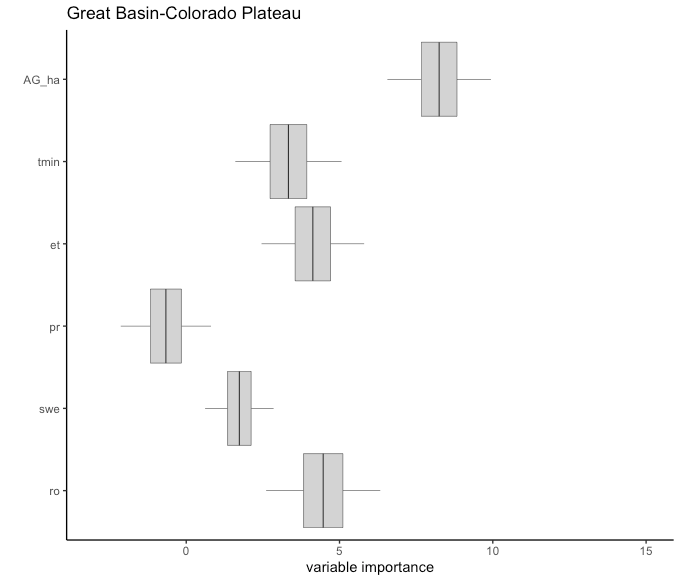 Great Basin-Colorado Plateau
AG_ha
tmin
et
pr
swe
ro
0 5 10 15
variable importance